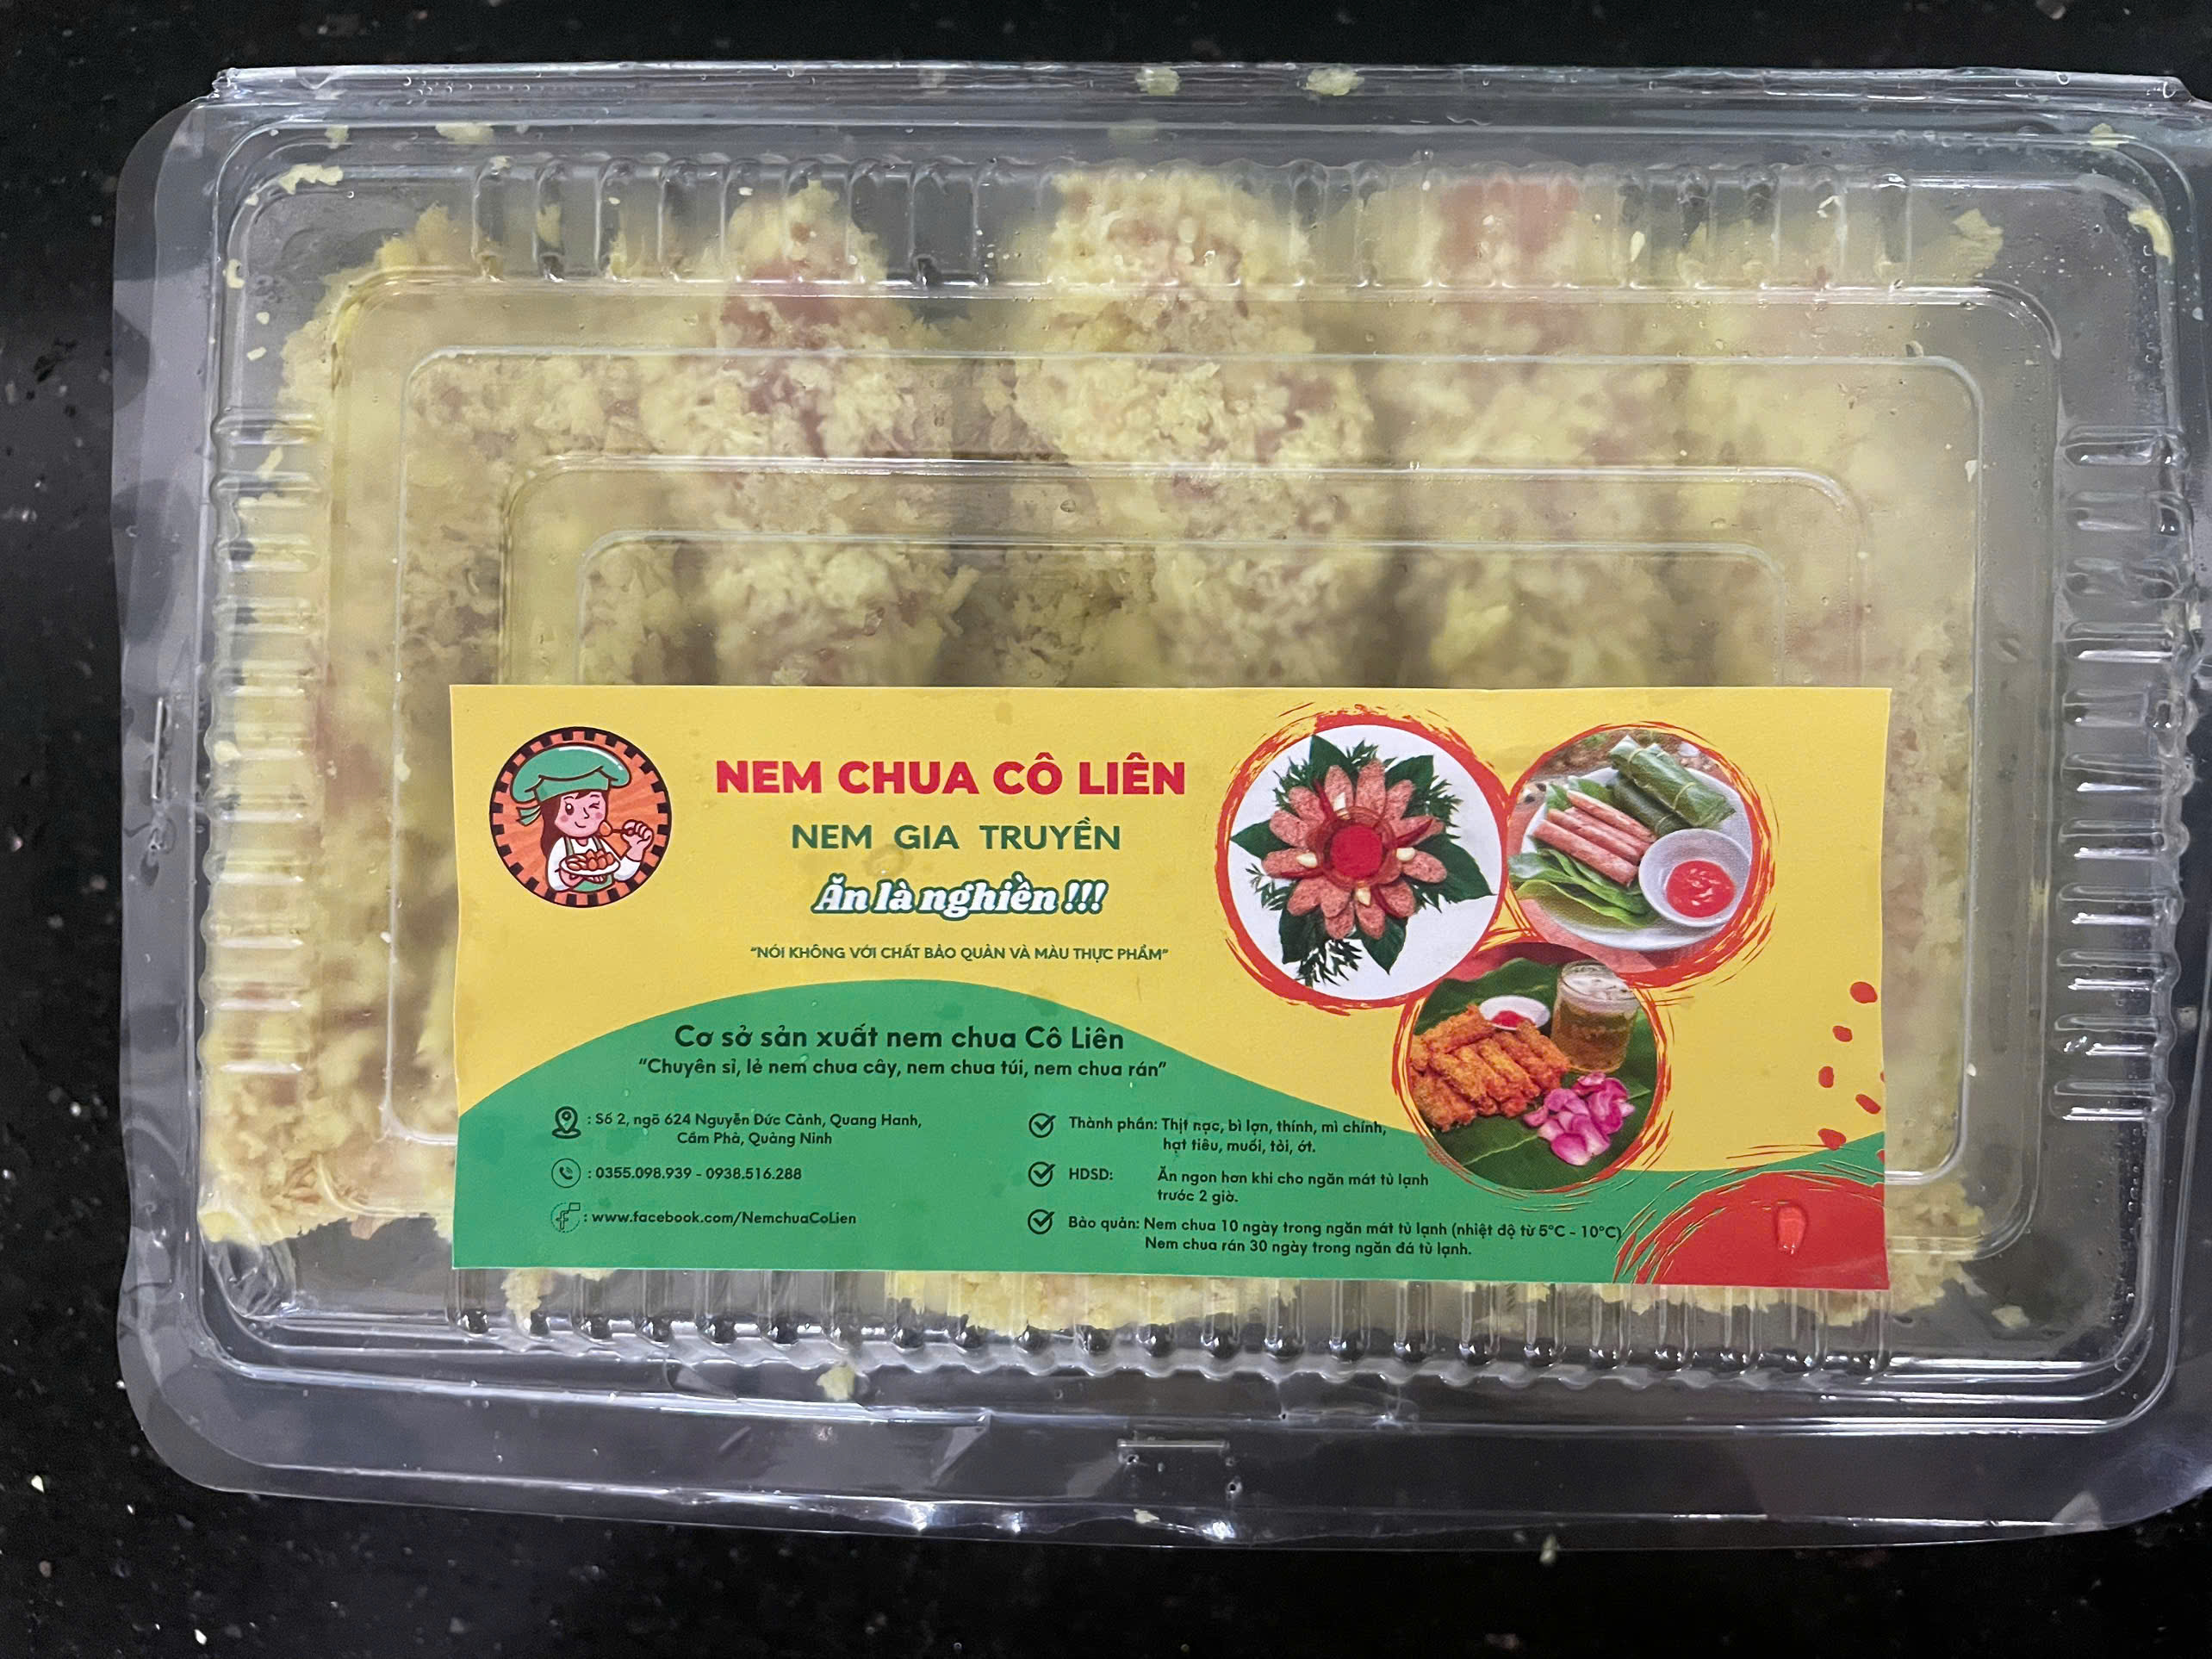 NEM CHUA CÔ LIÊN
NEM GIA TRUYỀN
Ăn là nghiền !!!
"NÓI KHÔNG VỚI CHẤT BẢO QUẢN VÀ MÀU THỰC PHẨM"
Cơ sở sản xuất nem chua Cô Liên
"Chuyên sỉ, lẻ nem chua cây, nem chua túi, nem chua rán"
: Số 2, ngõ 624 Nguyễn Đức Cảnh, Quang Hanh,
Cẩm Phả, Quảng Ninh
: 0355.098.939 - 0938.516.288
: www.facebook.com/NemchuaCoLien
Thành phần: Thịt nạc, bì lợn, thính, mì chính,
hạt tiêu, muối, tỏi, ớt.
HDSD: Ăn ngon hơn khi cho ngăn mát tủ lạnh
trước 2 giờ.
Bảo quản: Nem chua 10 ngày trong ngăn mát tủ lạnh (nhiệt độ từ 5°C - 10°C)
Nem chua rán 30 ngày trong ngăn đá tủ lạnh.